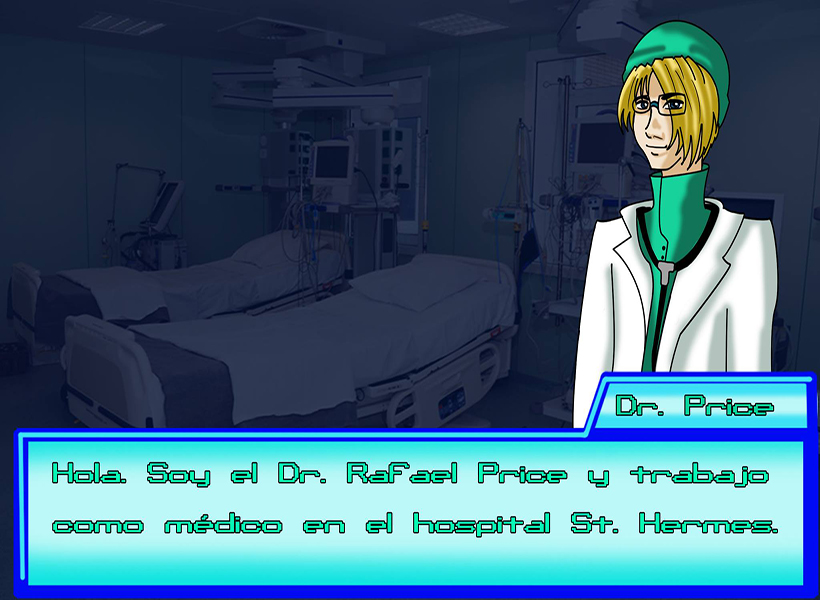 Dr. Price
Hola. Soy el Dr. Rafael Price y trabajo
como médico en el hospital St. Hermes.